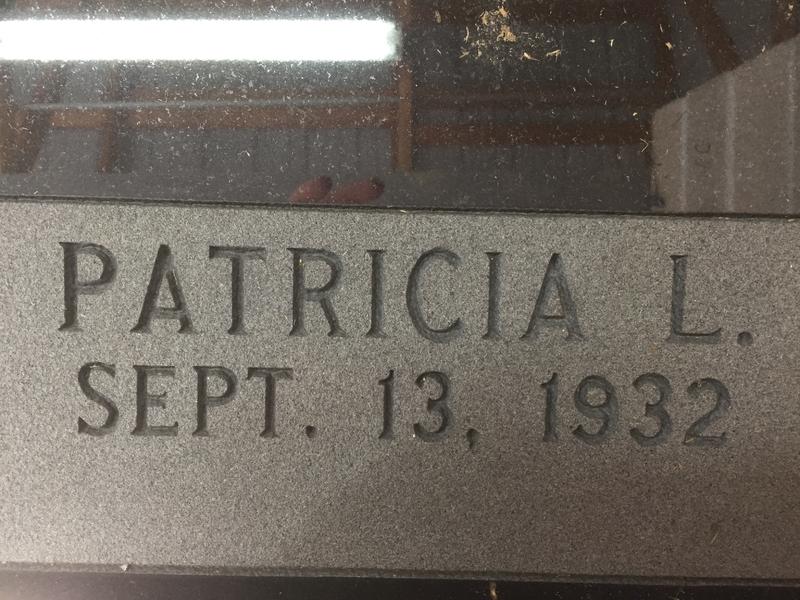 PATRICIA L.
SEPT. 13, 1932